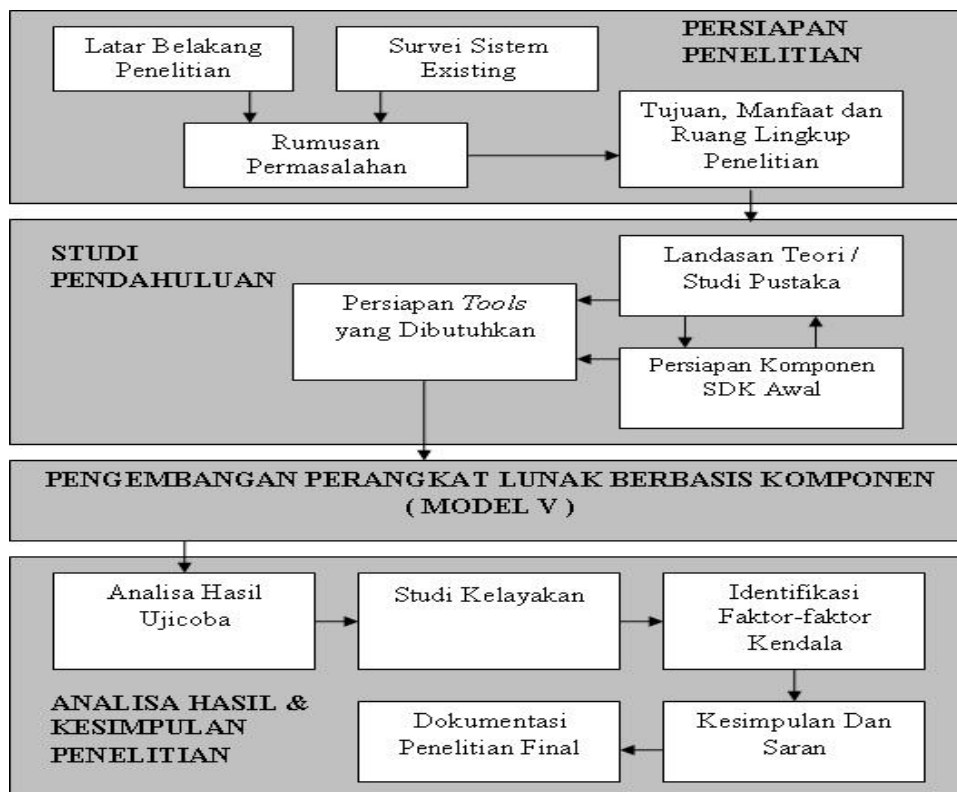 PERSIAPAN
PENELITIAN
Latar Belakang
Penelitian
Survei Sistem
Existing
Rumusan
Permasalahan
Tujuan, Manfaat dan
Ruang Lingkup
Penelitian
STUDI
PENDAHULUAN
Landasan Teori /
Studi Pustaka
Persiapan Tools
yang Dibutuhkan
Persiapan Komponen
SDK Awal
PENGEMBANGAN PERANGKAT LUNAK BERBASIS KOMPONEN
( MODEL V )
Analisa Hasil
Ujicoba
Studi Kelayakan
Identifikasi
Faktor-faktor
Kendala
ANALISA HASIL &
KESIMPULAN
PENELITIAN
Dokumentasi
Penelitian Final
Kesimpulan Dan
Saran